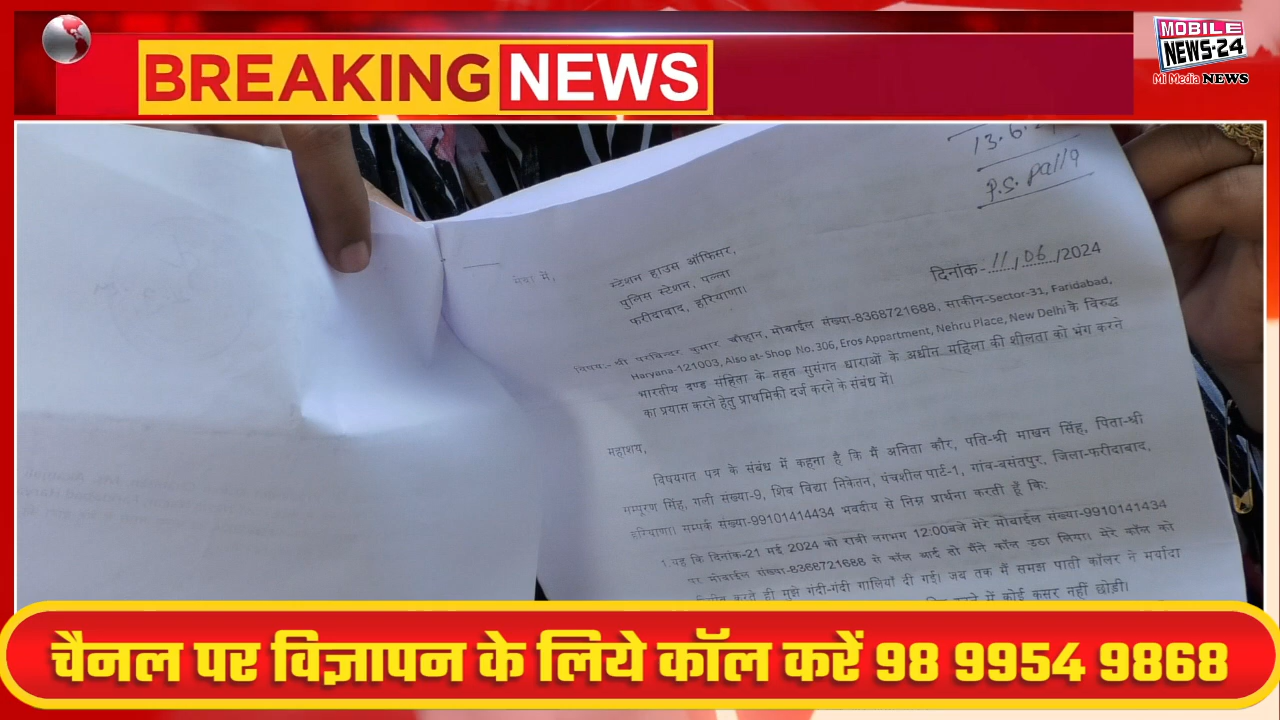 BREAKING NEWS
MOBILE
NEWS-24
Mi Media NEWS
13.6.
P.S. Palla
दिनांक-11/06/2024
सेवा में,
स्टेशन हाउस ऑफिसर,
पुलिस स्टेशन, पल्ला
फरीदाबाद, हरियाणा।
विषय:- श्री परविन्दर कुमार चौहान, मोबाईल संख्या-8368721688, साकीन-Sector-31, Faridabad,
Haryana-121003, Also at-Shop No. 306, Eros Appartment, Nehru Place, New Delhi के विरुद्ध
भारतीय दण्ड संहिता के तहत सुसंगत धाराओं के अधीन महिला की शीलता को भंग करने
का प्रयास करने हेतु प्राथमिकी दर्ज करने के संबंध में।
महाशय,
विषयगत पत्र के संबंध में कहना है कि मैं अनिता कौर, पति-श्री माखन सिंह, पिता-श्री
सिंह, गली संख्या-9, शिव विद्या निकेतन, पंचशील पार्ट-1, गांव-बसंतपुर, जिला-फरीदाबाद,
हरियाणा। सम्पर्क संख्या-99101414434 भवदीय से निम्न प्रार्थना करती हूँ कि:
1 यह कि दिनांक-21 मई 2024 को रात्री लगभग 12:00बजे मेरे मोबाईल संख्या-9910141434
पर मोबाईल संख्या-8368721688 से कॉल आई तो मैंने कॉल उठा लिया। मेरे कॉल को
करते ही मुझे गंदी-गंदी गालियाँ दी गई। जब तक मैं समझ पाती कॉलर ने मर्यादा
करने में कोई कसर नहीं छोड़ी।
चैनल पर विज्ञापन के लिये कॉल करें 98 9954 9868